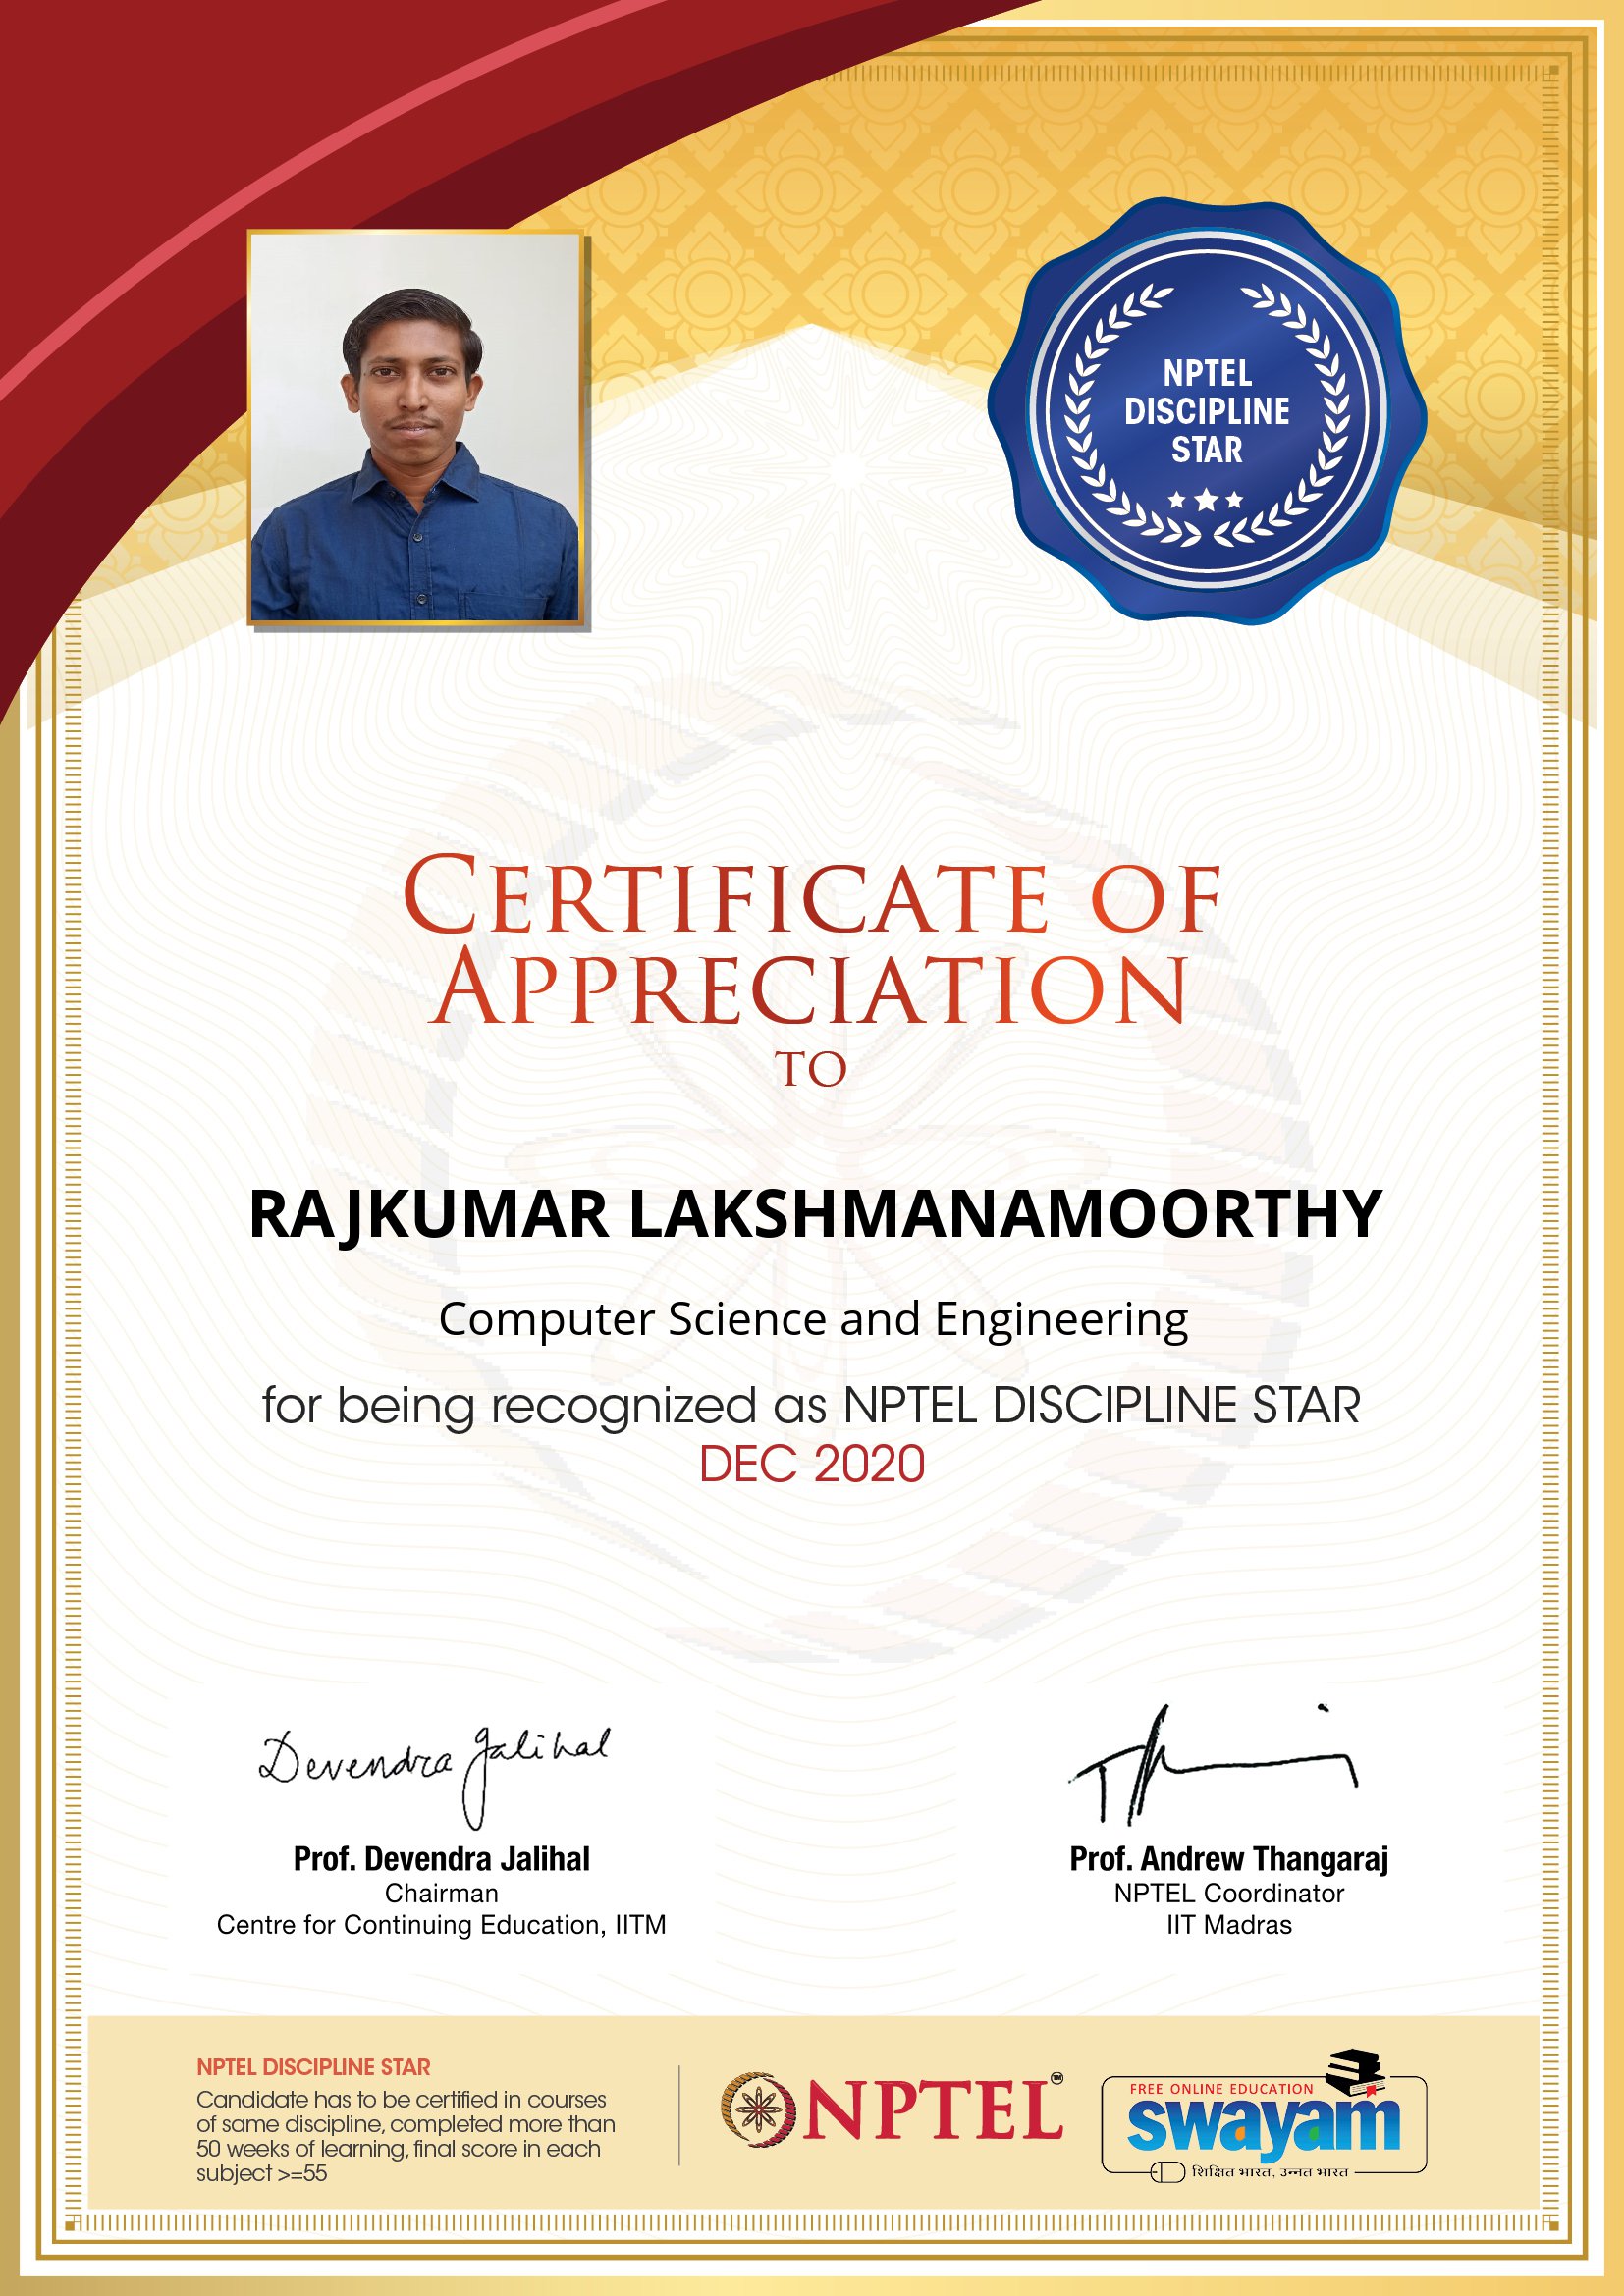 NPTEL
DISCIPLINE
STAR
CERTIFICATE OF
APPRECIATION
TO
RAJKUMAR LAKSHMANAMOORTHY
Computer Science and Engineering
for being recognized as NPTEL DISCIPLINE STAR
DEC 2020
Devendra Jalihal
Prof. Devendra Jalihal
Chairman
Centre for Continuing Education, IITM
Prof. Andrew Thangaraj
NPTEL Coordinator
IIT Madras
NPTEL DISCIPLINE STAR
Candidate has to be certified in courses
of same discipline, completed more than
50 weeks of learning, final score in each
subject >=55
NPTEL™
FREE ONLINE EDUCATION
swayam
शिक्षित भारत, उन्नत भारत